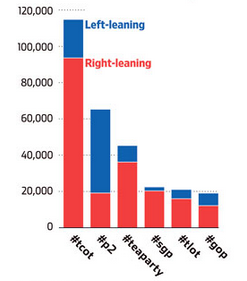 120,000
Left-leaning
100,000
Right-leaning
80,000
60,000
40,000
20,000
0
#tcot
#p2
#teaparty
#sgp
#tlot
#gop